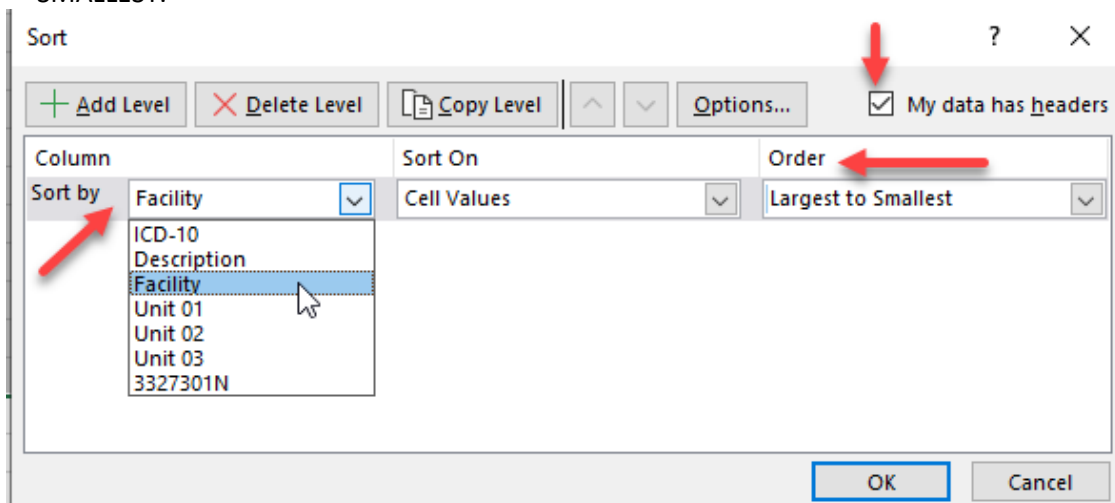 SMALLEST.
Sort ? ×
Add Level Delete Level Copy Level Options... My data has headers
Column Sort On Order
Sort by Facility Cell Values Largest to Smallest
ICD-10
Description
Facility
Unit 01
Unit 02
Unit 03
3327301N
OK Cancel